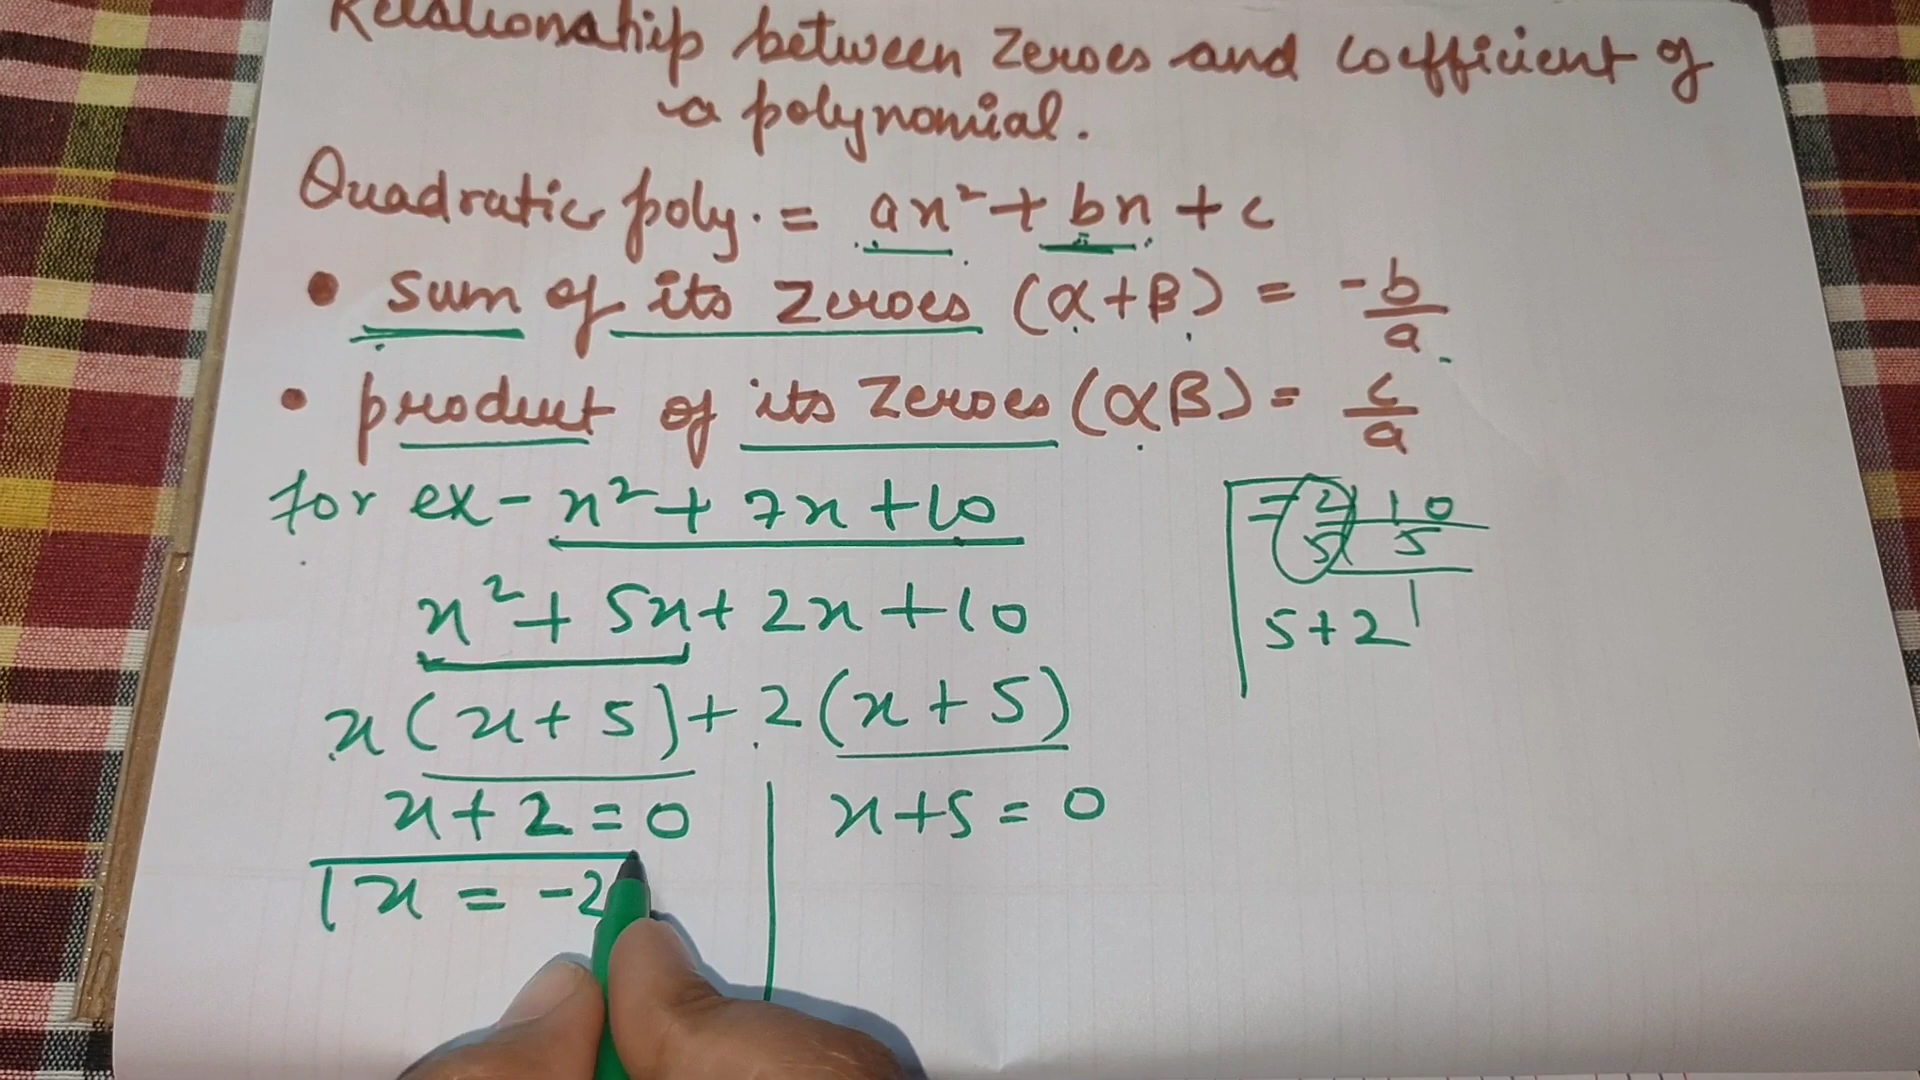 Relationship between Zeroes and coefficient of
a polynomial.
Quadratic poly. = ax² + bx + c
• sum of its Zeroes (α+β) = -b/a
• product of its Zeroes (αβ) = c/a
for ex - x² + 7x + 10
= 2 | 10
5 | 5
1
5+2
x² + 5x + 2x + 10
x(x+5) + 2(x+5)
x+2=0 | x+5=0
x = -2